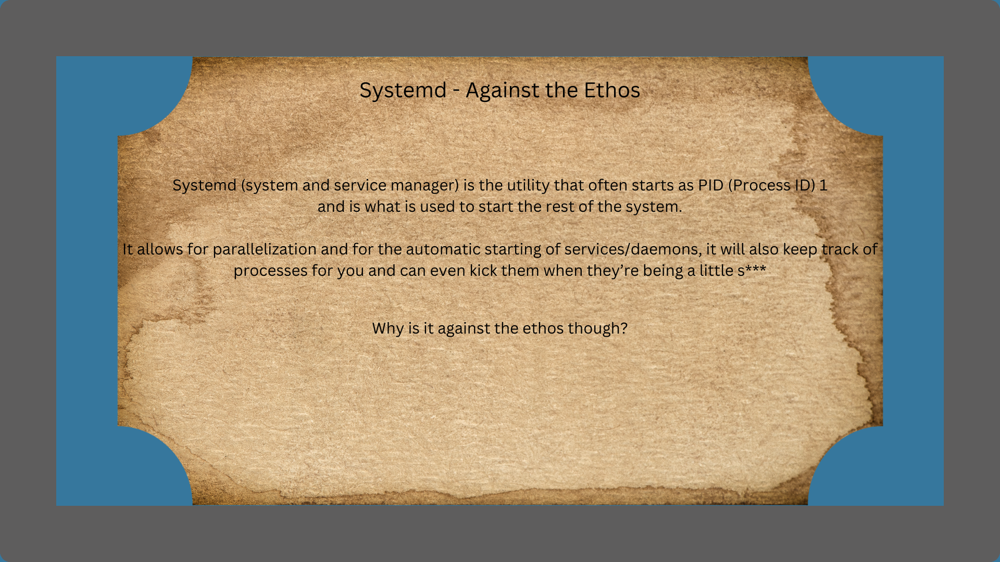 Systemd - Against the Ethos
Systemd (system and service manager) is the utility that often starts as PID (Process ID) 1
and is what is used to start the rest of the system.
It allows for parallelization and for the automatic starting of services/daemons, it will also keep track of
processes for you and can even kick them when they’re being a little s***
Why is it against the ethos though?